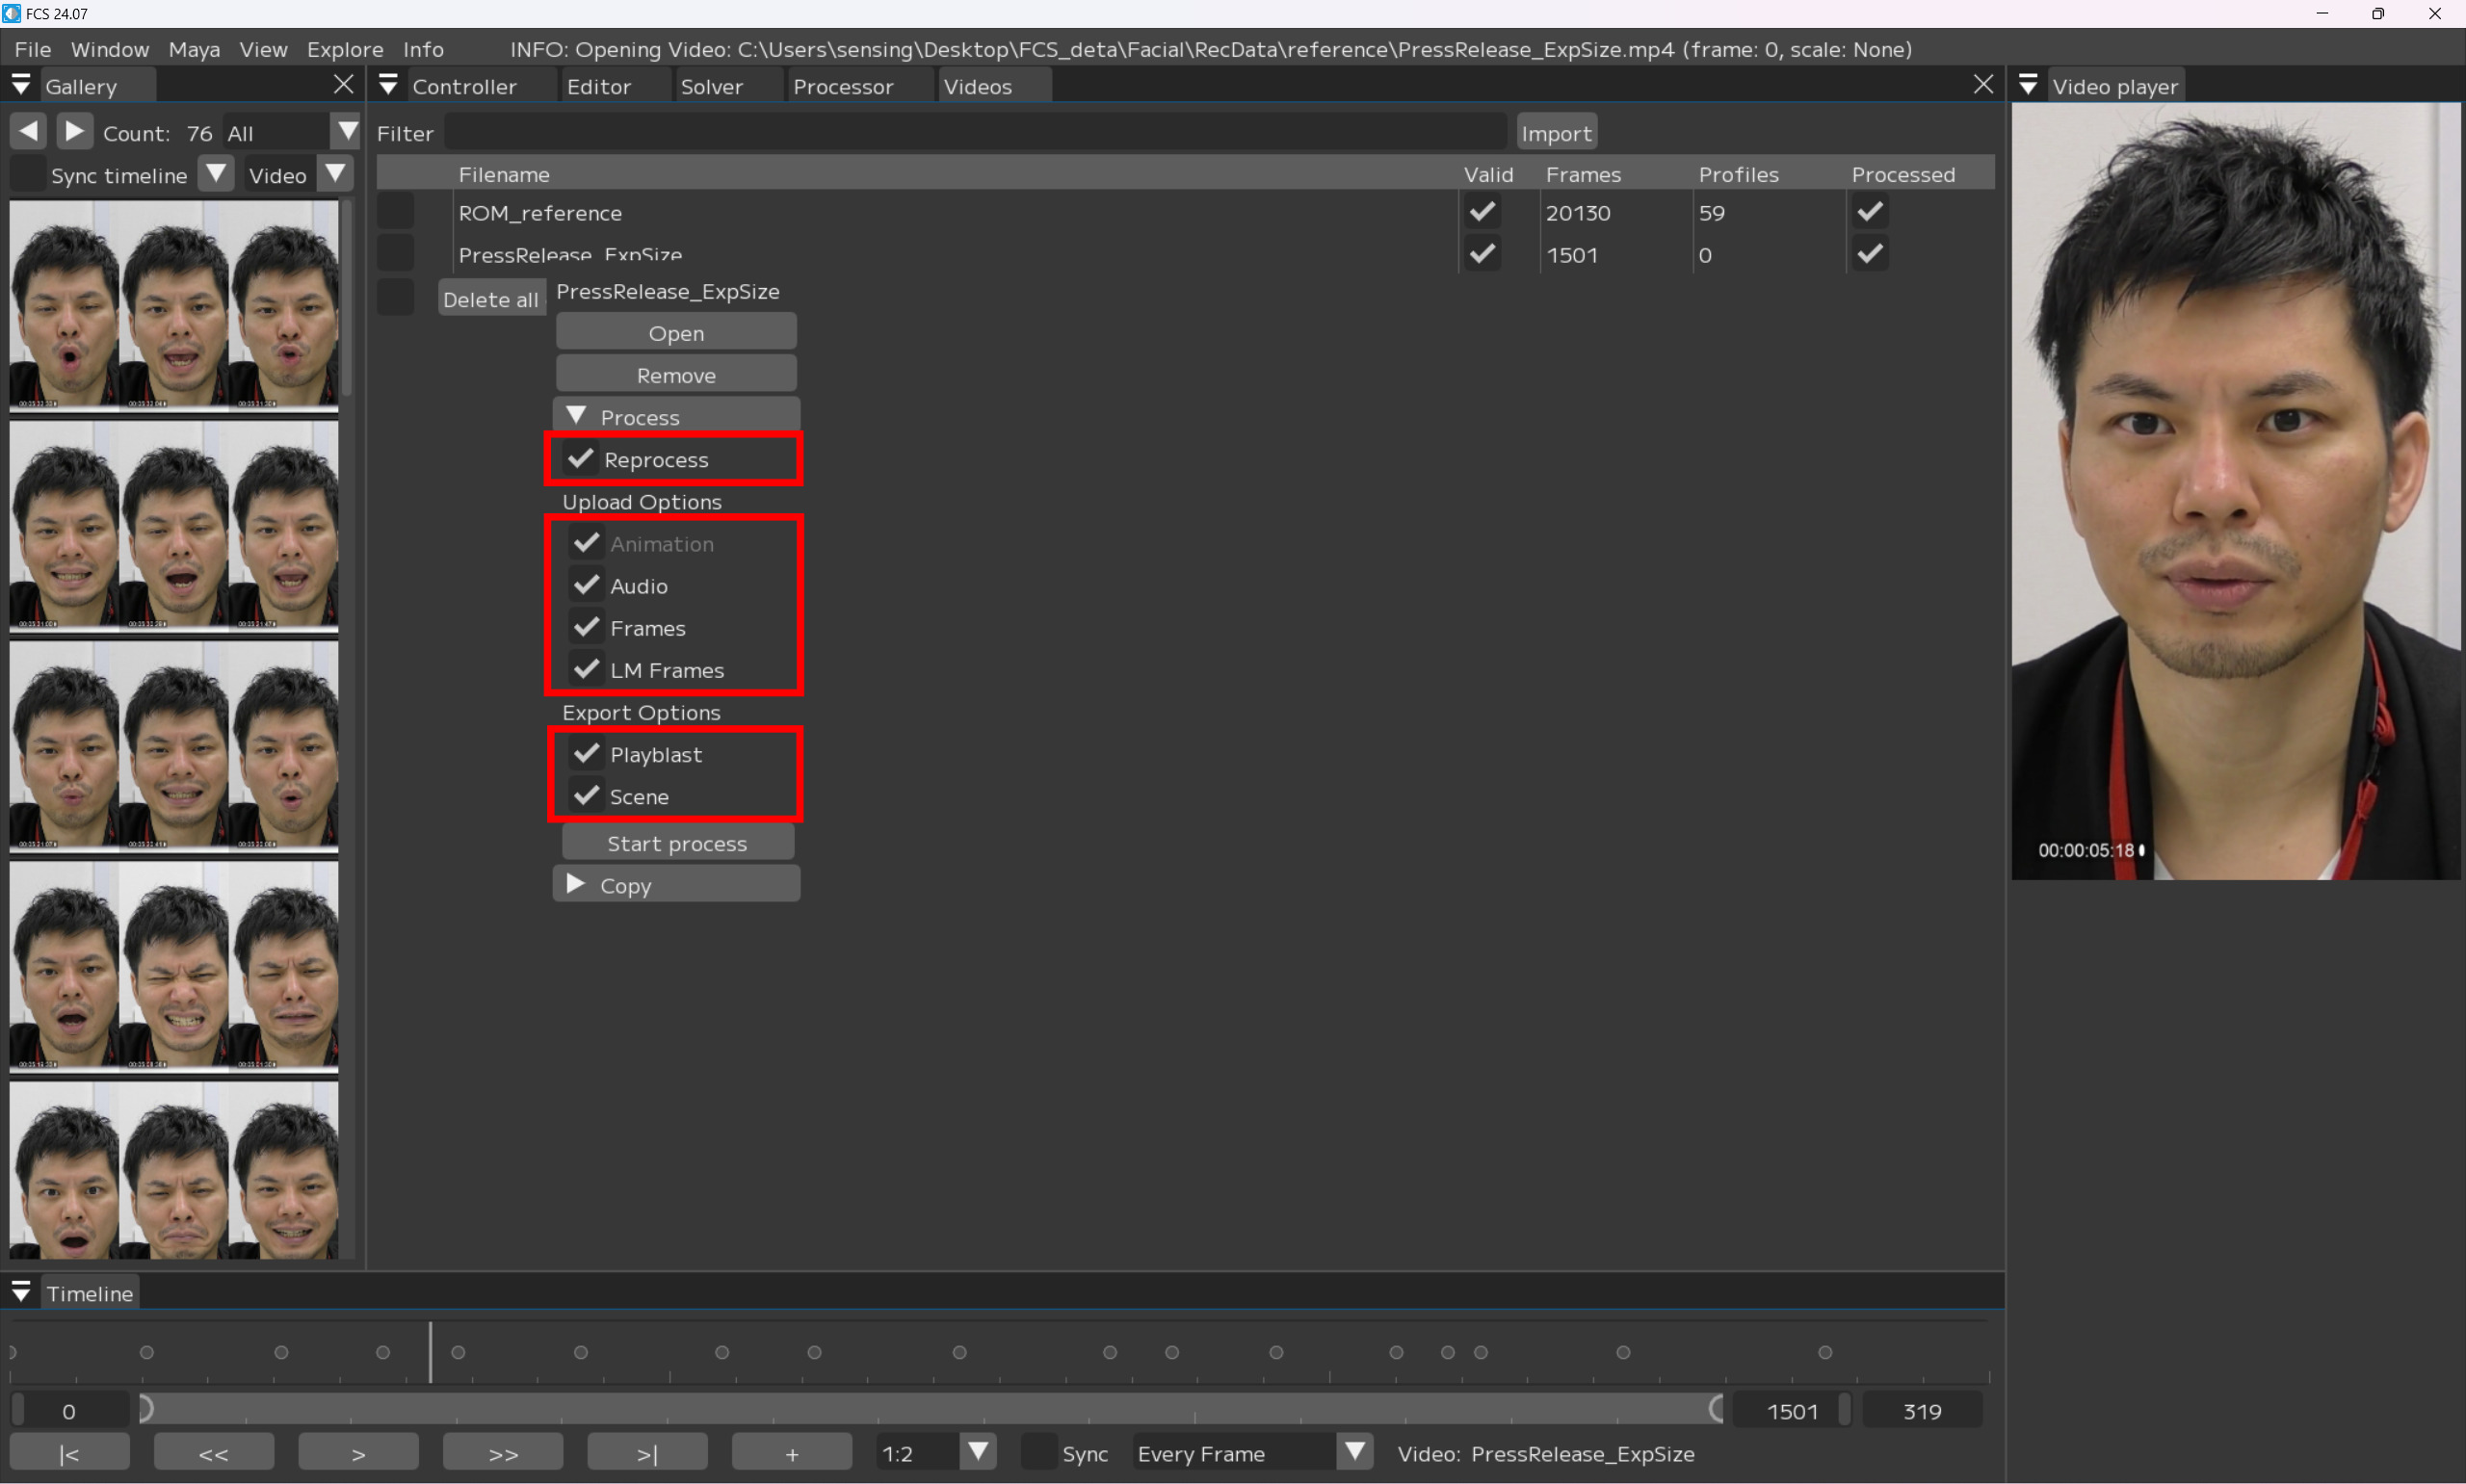 FCS 24.07
File Window Maya View Explore Info INFO: Opening Video: C:\Users\sensing\Desktop\FCS_deta\Facial\RecData\reference\PressRelease_ExpSize.mp4 (frame: 0, scale: None)
Gallery
Controller Editor Solver Processor Videos
Video player
Count: 76 All
Sync timeline Video
Filter Import
Filename Valid Frames Profiles Processed
ROM_reference 20130 59
PressRelease_ExpSize 1501 0
Delete all
PressRelease_ExpSize
Open
Remove
Process
Reprocess
Upload Options
Animation
Audio
Frames
LM Frames
Export Options
Playblast
Scene
Start process
Copy
00:00:05:18
Timeline
0 1501 319
|< << > >> >| + 1:2 Sync Every Frame Video: PressRelease_ExpSize